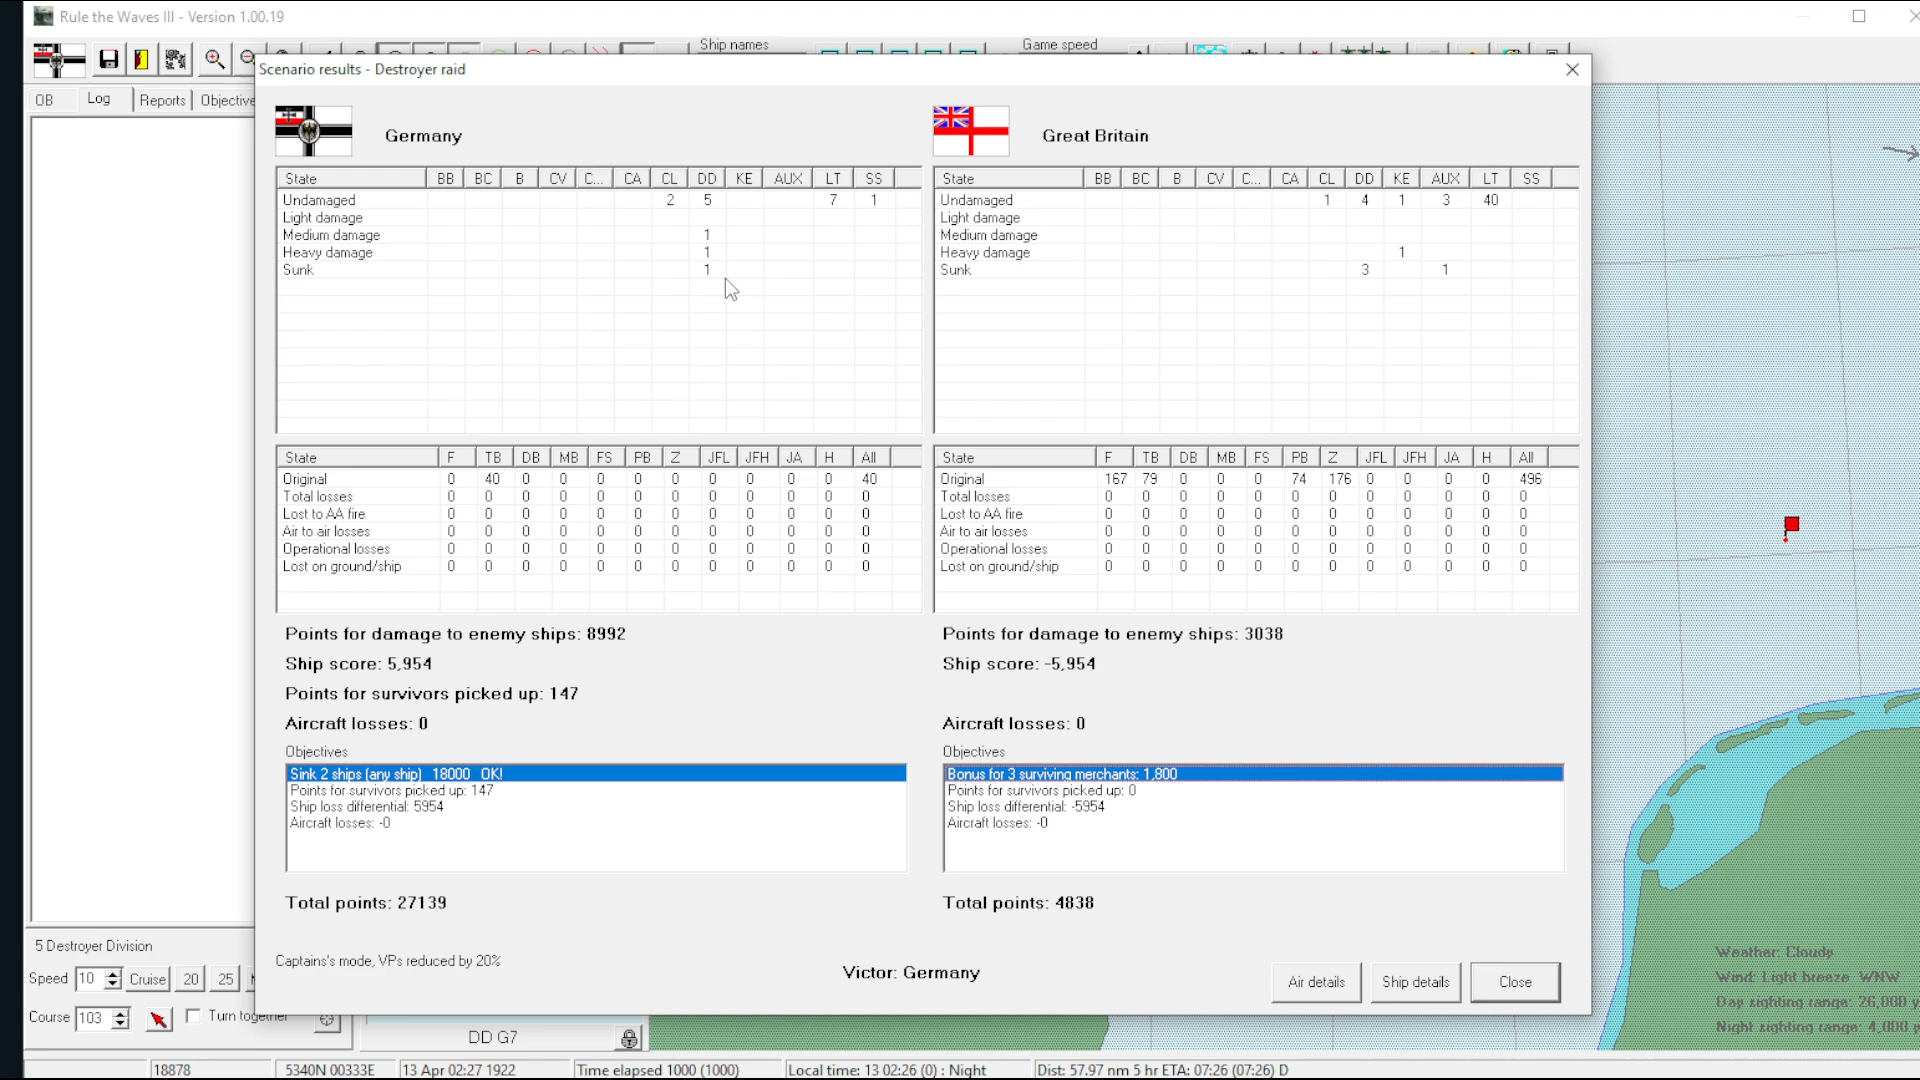 Rule the Waves III - Version 1.00.19
Ship names
Game speed
OB Log Reports Objective
Scenario results - Destroyer raid
Germany
State BB BC B CV C... CA CL DD KE AUX LT SS
Undamaged 2 5 7 1
Light damage
Medium damage 1
Heavy damage 1
Sunk 1
Great Britain
State BB BC B CV C... CA CL DD KE AUX LT SS
Undamaged 1 4 1 3 40
Light damage
Medium damage
Heavy damage 1
Sunk 3 1
State F TB DB MB FS PB Z JFL JFH JA H All
Original 0 40 0 0 0 0 0 0 0 0 0 40
Total losses 0 0 0 0 0 0 0 0 0 0 0 0
Lost to AA fire 0 0 0 0 0 0 0 0 0 0 0 0
Air to air losses 0 0 0 0 0 0 0 0 0 0 0 0
Operational losses 0 0 0 0 0 0 0 0 0 0 0 0
Lost on ground/ship 0 0 0 0 0 0 0 0 0 0 0 0
State F TB DB MB FS PB Z JFL JFH JA H All
Original 167 79 0 0 0 74 176 0 0 0 0 496
Total losses 0 0 0 0 0 0 0 0 0 0 0 0
Lost to AA fire 0 0 0 0 0 0 0 0 0 0 0 0
Air to air losses 0 0 0 0 0 0 0 0 0 0 0 0
Operational losses 0 0 0 0 0 0 0 0 0 0 0 0
Lost on ground/ship 0 0 0 0 0 0 0 0 0 0 0 0
Points for damage to enemy ships: 8992
Ship score: 5,954
Points for survivors picked up: 147
Aircraft losses: 0
Objectives
Sink 2 ships (any ship) 18000 OK!
Points for survivors picked up: 147
Ship loss differential: 5954
Aircraft losses: -0
Total points: 27139
Points for damage to enemy ships: 3038
Ship score: -5,954
Aircraft losses: 0
Objectives
Bonus for 3 surviving merchants: 1,800
Points for survivors picked up: 0
Ship loss differential: -5954
Aircraft losses: -0
Total points: 4838
Captains's mode, VPs reduced by 20%
Victor: Germany
Air details
Ship details
Close
5 Destroyer Division
Speed 10 Cruise 20 25
Course 103 Turn together
DD G7
Weather: Cloudy
Wind: Light breeze WNW
Day sighting range: 26,000 y
Night sighting range: 4,000 y
18878 5340N 00333E 13 Apr 02:27 1922 Time elapsed 1000 (1000) Local time: 13 02:26 (0) : Night Dist: 57.97 nm 5 hr ETA: 07:26 (07:26) D